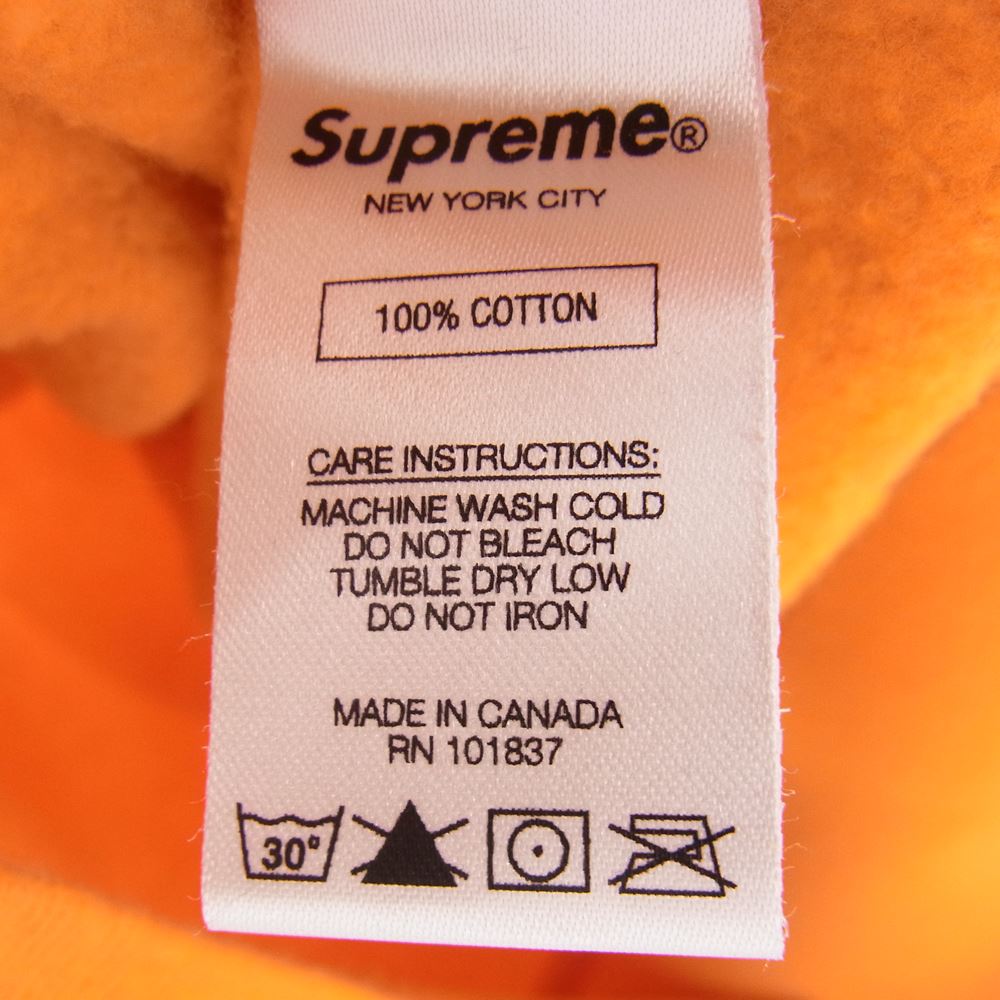 Supreme®
NEW YORK CITY
100% COTTON
CARE INSTRUCTIONS:
MACHINE WASH COLD
DO NOT BLEACH
TUMBLE DRY LOW
DO NOT IRON
MADE IN CANADA
RN 101837
30°